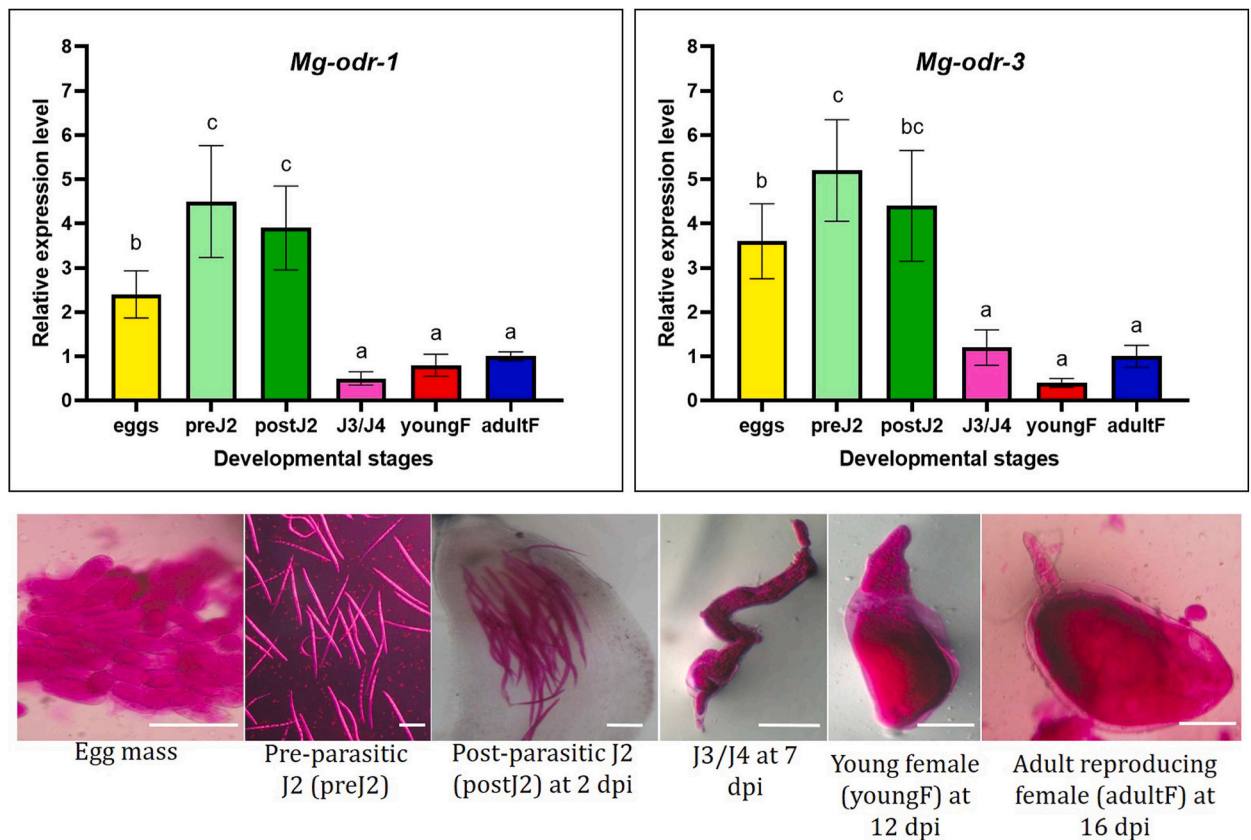 Mg-odr-1
Relative expression level
8
7
6
5
4
3
2
1
0
b
c
c
a
a
a
eggs preJ2 postJ2 J3/J4 youngF adultF
Developmental stages
Mg-odr-3
Relative expression level
8
7
6
5
4
3
2
1
0
b
c
bc
a
a
a
eggs preJ2 postJ2 J3/J4 youngF adultF
Developmental stages
Egg mass
Pre-parasitic
J2 (preJ2)
Post-parasitic J2
(postJ2) at 2 dpi
J3/J4 at 7
dpi
Young female
(youngF) at
12 dpi
Adult reproducing
female (adultF) at
16 dpi